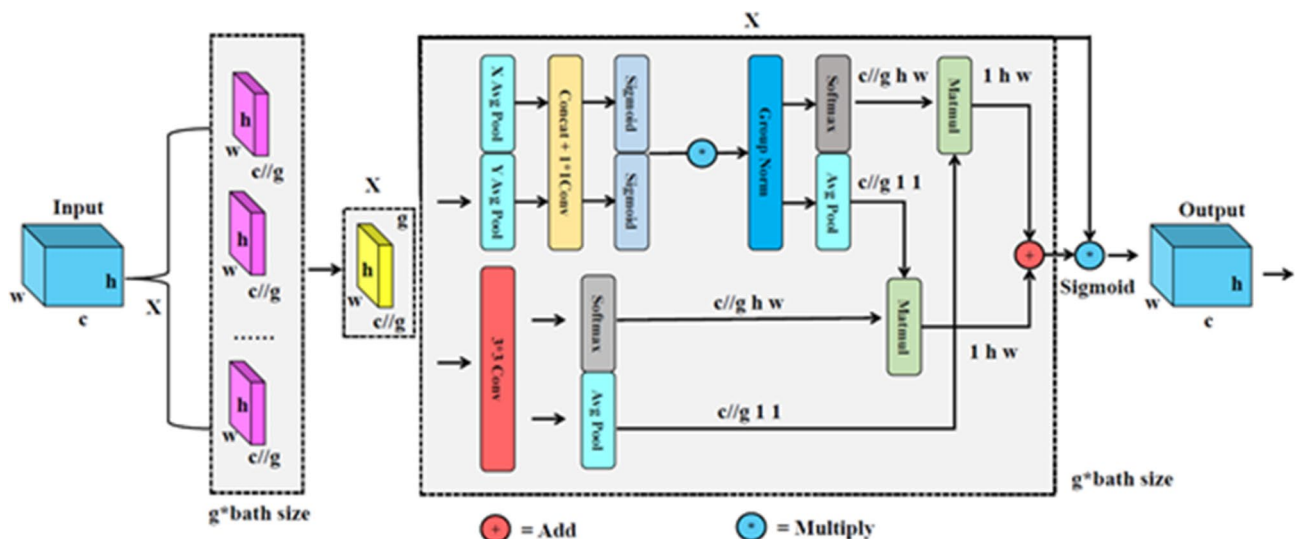 X
Input
h
w
c
X
h
w
c//g
h
w
c//g
......
h
w
c//g
g*bath size
X
g
h
w
c//g
X Avg Pool
Y Avg Pool
Concat + 1*1Conv
Sigmoid
Sigmoid
*
Group Norm
Softmax
Avg Pool
c//g h w
c//g 1 1
Matmul
1 h w
3*3 Conv
Softmax
Avg Pool
c//g h w
c//g 1 1
Matmul
1 h w
+
*
Sigmoid
Output
h
w
c
g*bath size
+ = Add
* = Multiply